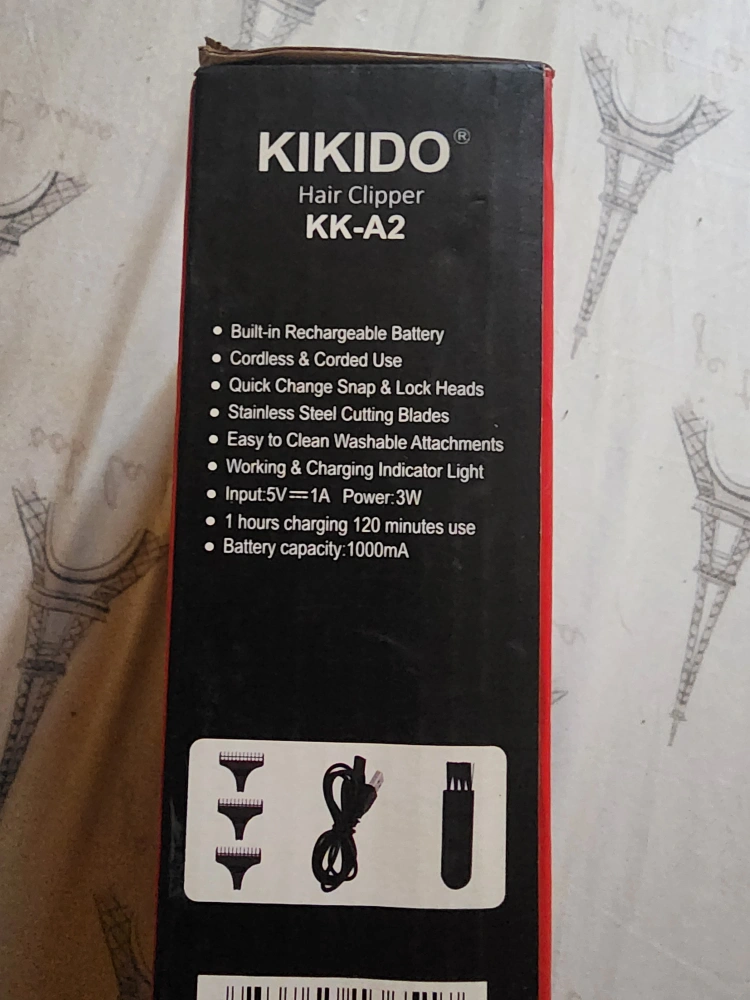 KIKIDO®
Hair Clipper
KK-A2
• Built-in Rechargeable Battery
• Cordless & Corded Use
• Quick Change Snap & Lock Heads
• Stainless Steel Cutting Blades
• Easy to Clean Washable Attachments
• Working & Charging Indicator Light
• Input:5V⎓1A Power:3W
• 1 hours charging 120 minutes use
• Battery capacity:1000mA